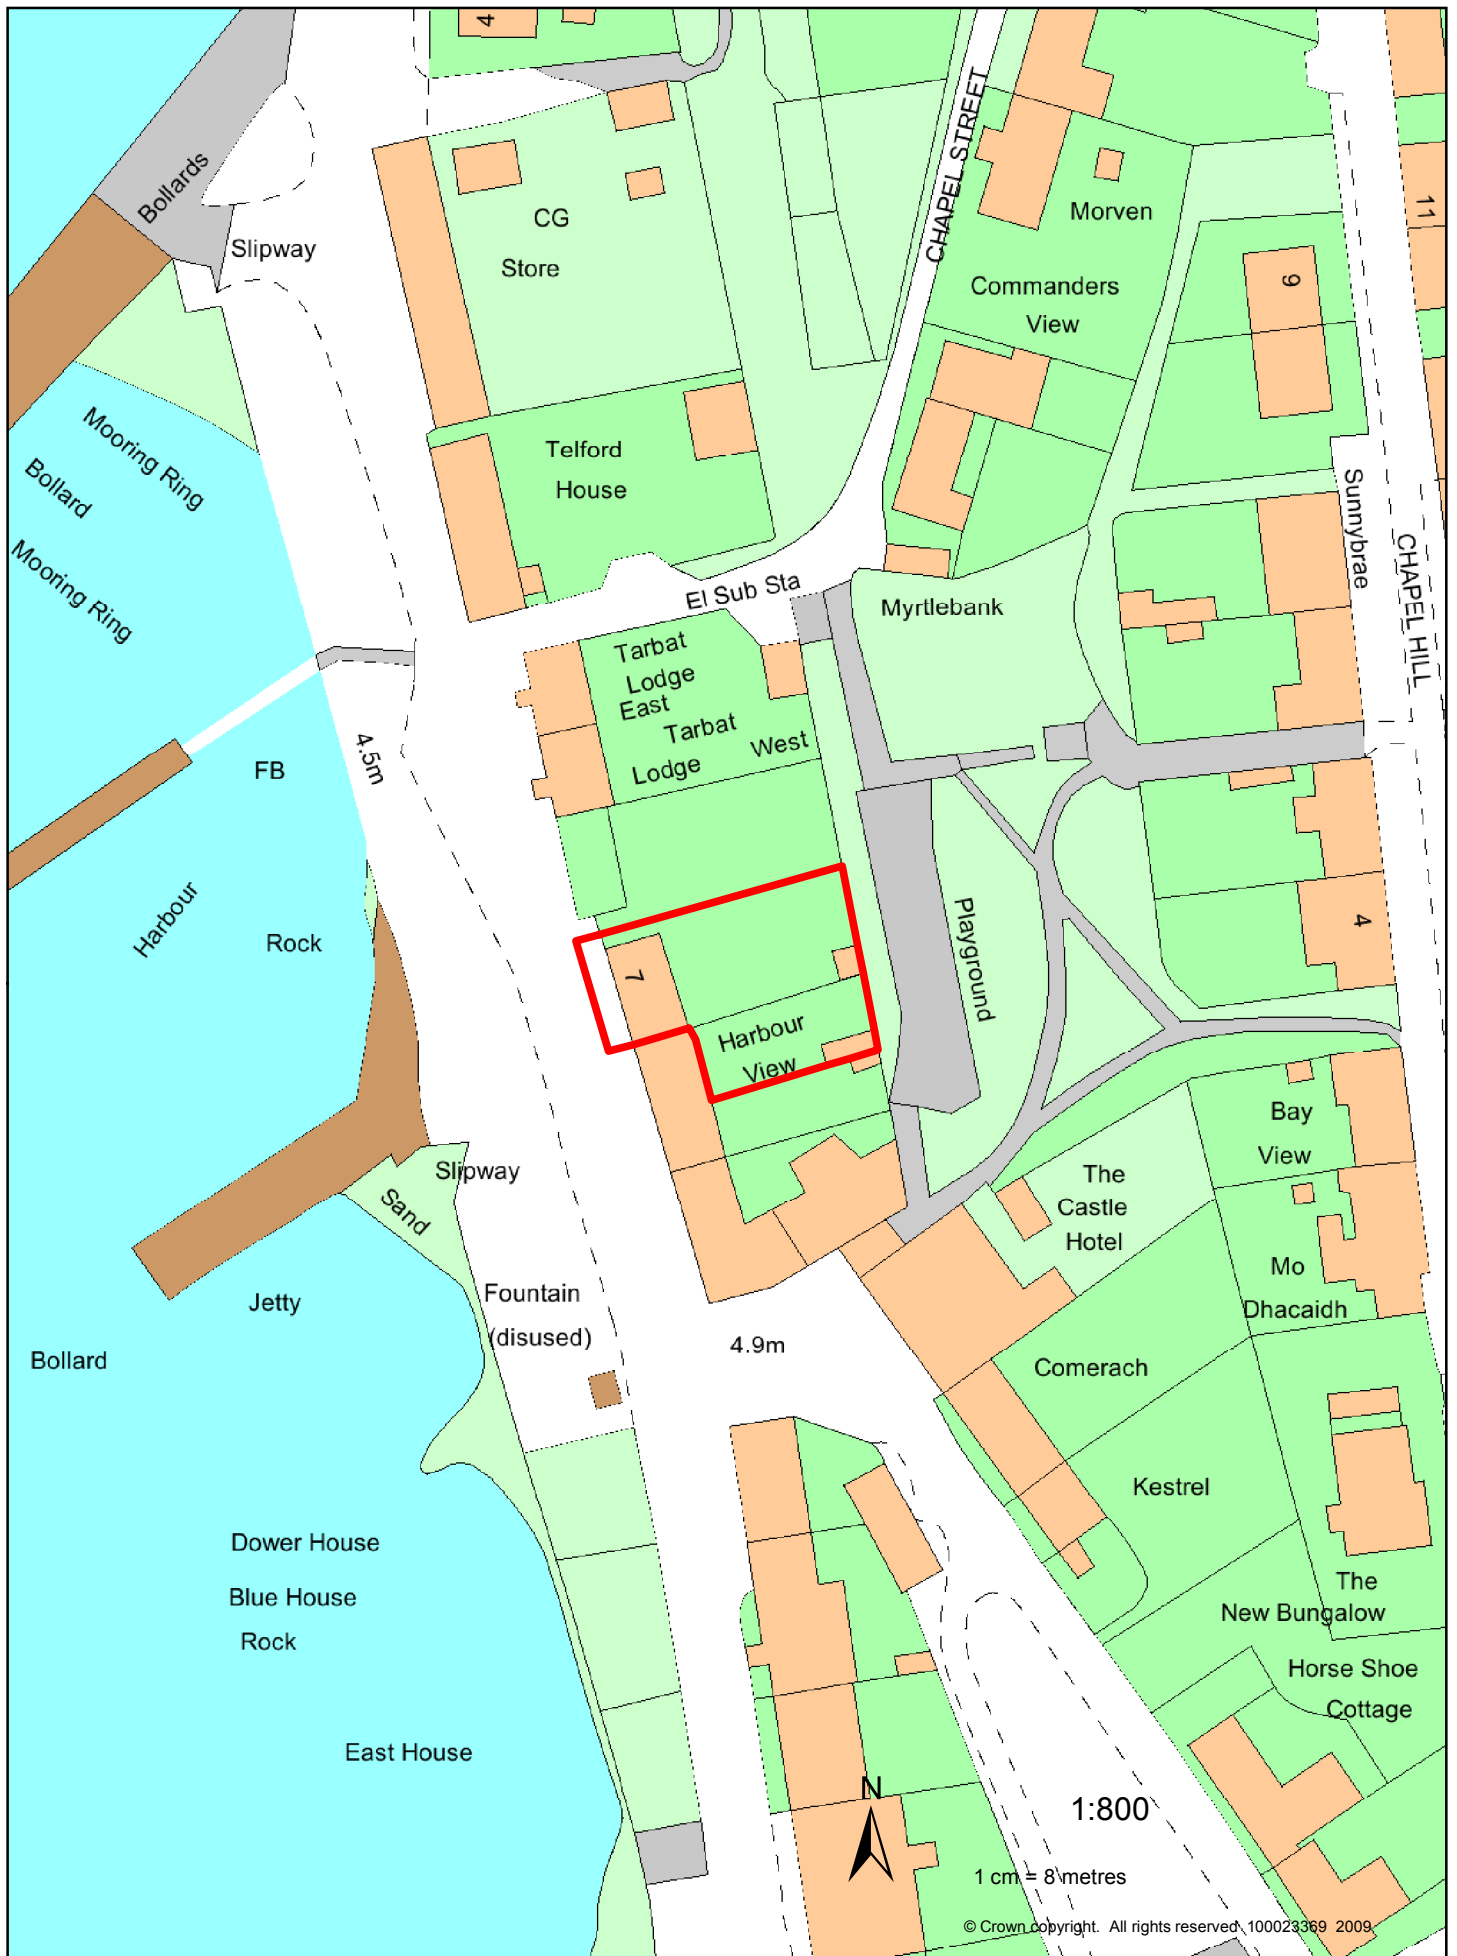 4
CHAPEL STREET
Bollards
Slipway
CG
Store
Morven
11
Commanders
View
9
Mooring Ring
Bollard
Mooring Ring
Telford
House
Sunnybrae
CHAPEL HILL
El Sub Sta
Myrtlebank
Tarbat
Lodge
East
Tarbat
Lodge
West
4.5m
FB
Harbour
Rock
7
Playground
4
Harbour
View
Bay
View
Slipway
Sand
The
Castle
Hotel
Mo
Dhacaidh
Jetty
Fountain
(disused)
4.9m
Bollard
Comerach
Kestrel
Dower House
Blue House
Rock
The
New Bungalow
Horse Shoe
Cottage
East House
N
1:800
1 cm = 8 metres
© Crown copyright. All rights reserved 100023369 2009